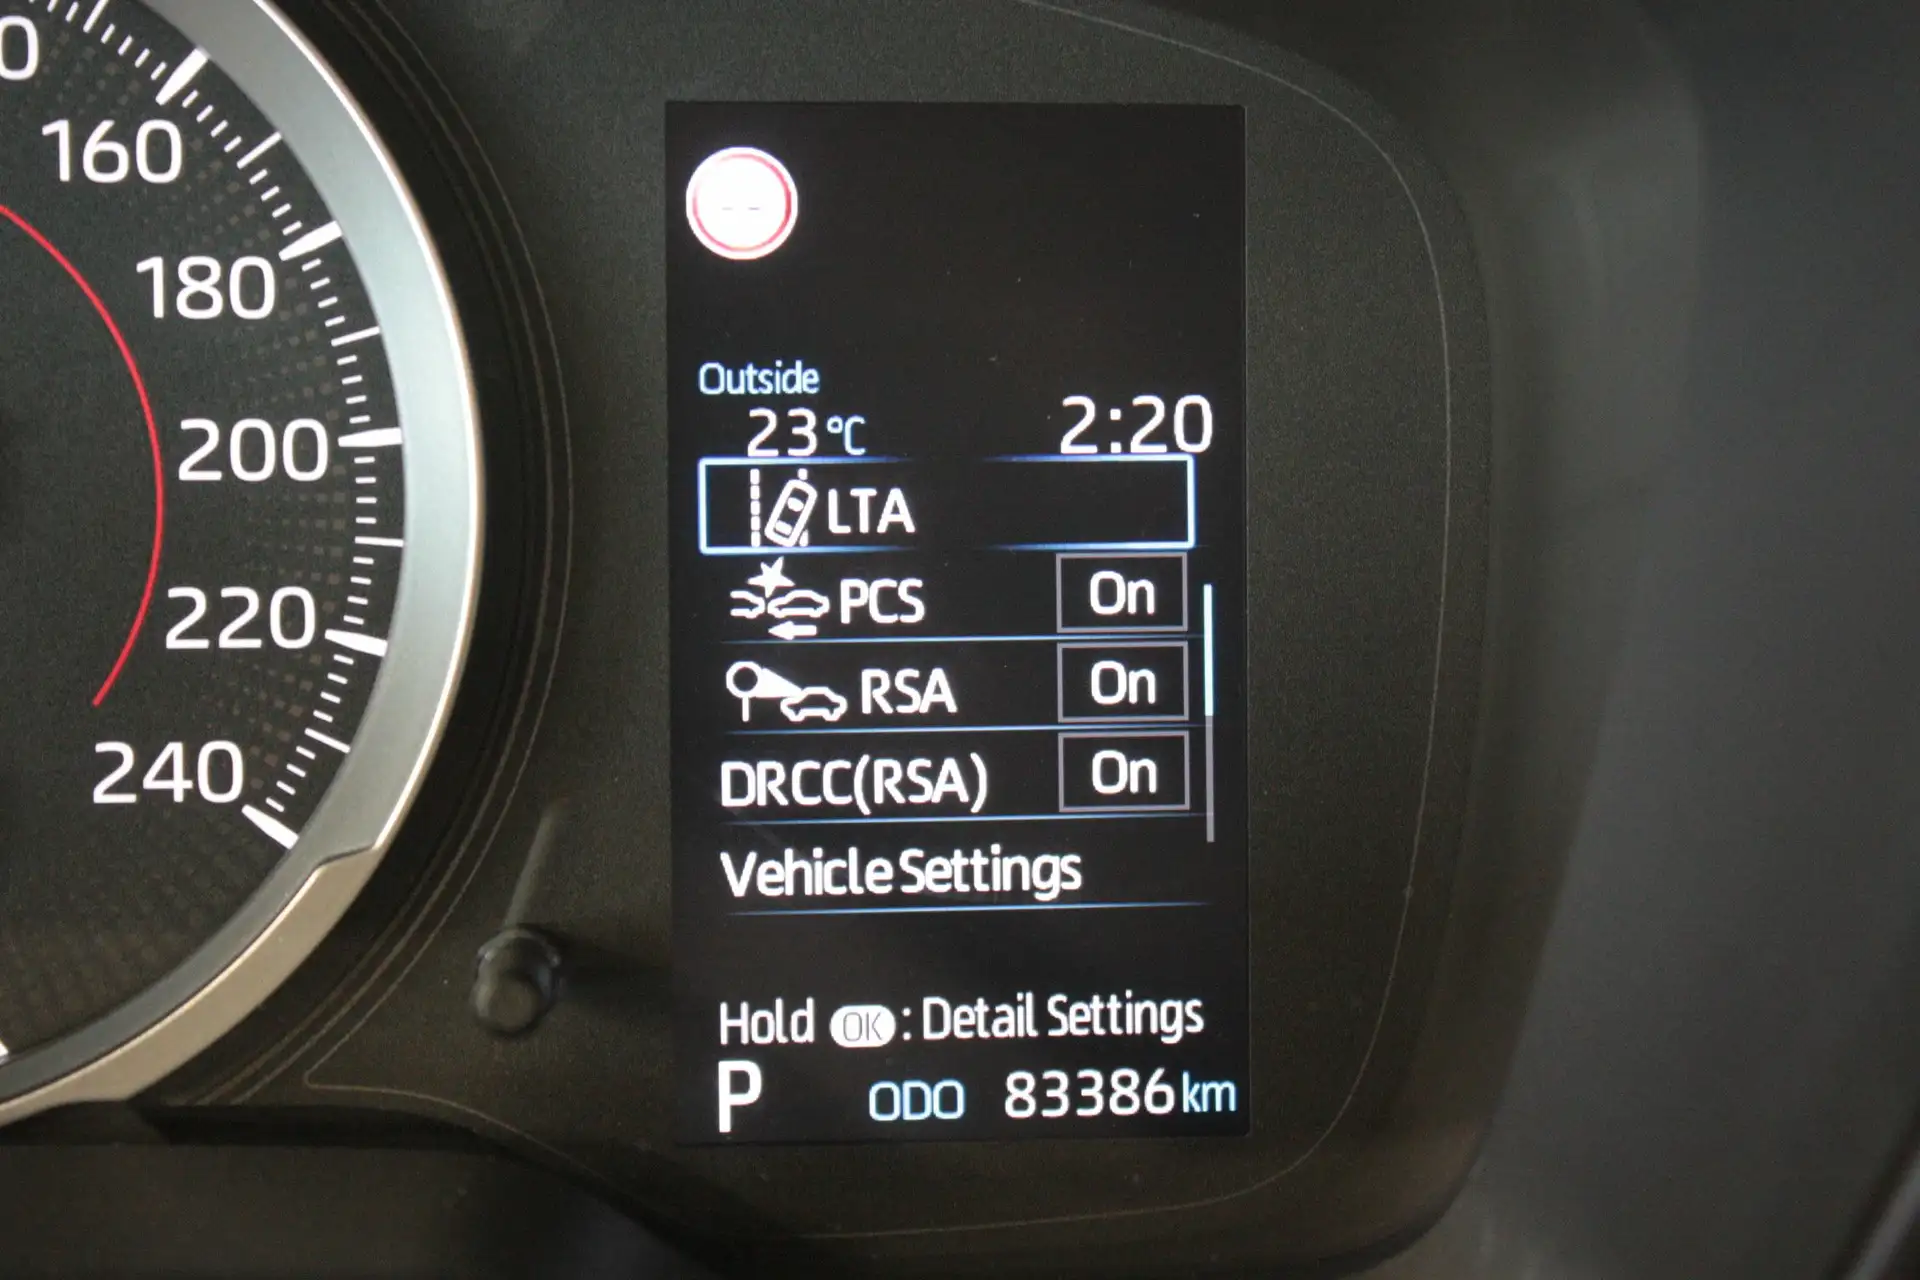 160
180
200
220
240
--
Outside
23°C 2:20
LTA
PCS On
RSA On
DRCC(RSA) On
Vehicle Settings
Hold OK: Detail Settings
P ODO 83386 km